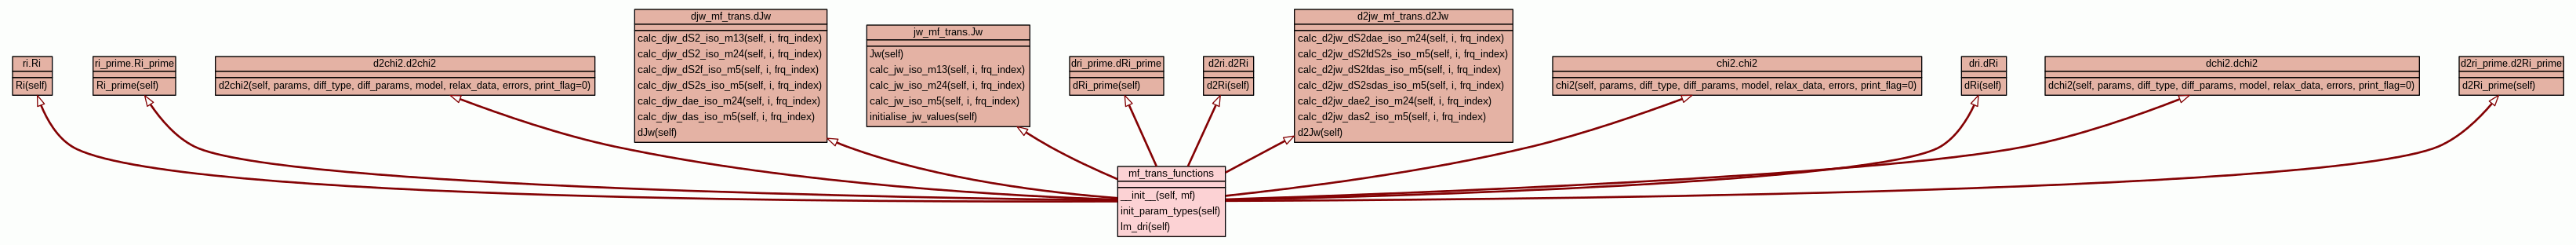 ri.Ri
Ri(self)
ri_prime.Ri_prime
Ri_prime(self)
d2chi2.d2chi2
d2chi2(self, params, diff_type, diff_params, model, relax_data, errors, print_flag=0)
djw_mf_trans.dJw
calc_djw_dS2_iso_m13(self, i, frq_index)
calc_djw_dS2_iso_m24(self, i, frq_index)
calc_djw_dS2f_iso_m5(self, i, frq_index)
calc_djw_dS2s_iso_m5(self, i, frq_index)
calc_djw_dae_iso_m24(self, i, frq_index)
calc_djw_das_iso_m5(self, i, frq_index)
dJw(self)
jw_mf_trans.Jw
Jw(self)
calc_jw_iso_m13(self, i, frq_index)
calc_jw_iso_m24(self, i, frq_index)
calc_jw_iso_m5(self, i, frq_index)
initialise_jw_values(self)
dri_prime.dRi_prime
dRi_prime(self)
d2ri.d2Ri
d2Ri(self)
d2jw_mf_trans.d2Jw
calc_d2jw_dS2dae_iso_m24(self, i, frq_index)
calc_d2jw_dS2fdS2s_iso_m5(self, i, frq_index)
calc_d2jw_dS2fdas_iso_m5(self, i, frq_index)
calc_d2jw_dS2sdas_iso_m5(self, i, frq_index)
calc_d2jw_dae2_iso_m24(self, i, frq_index)
calc_d2jw_das2_iso_m5(self, i, frq_index)
d2Jw(self)
chi2.chi2
chi2(self, params, diff_type, diff_params, model, relax_data, errors, print_flag=0)
dri.dRi
dRi(self)
dchi2.dchi2
dchi2(self, params, diff_type, diff_params, model, relax_data, errors, print_flag=0)
d2ri_prime.d2Ri_prime
d2Ri_prime(self)
mf_trans_functions
__init__(self, mf)
init_param_types(self)
lm_dri(self)